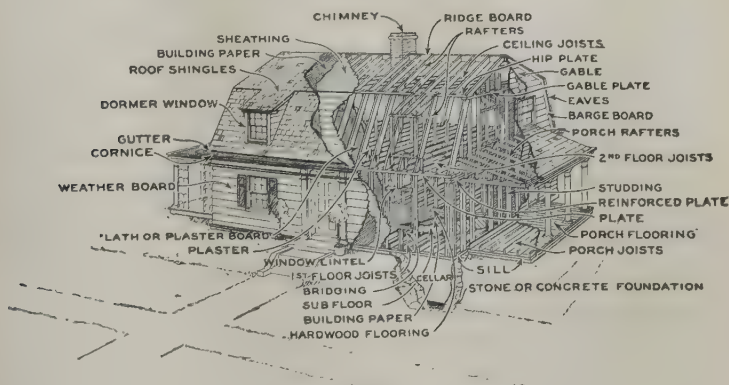 CHIMNEY
SHEATHING
BUILDING PAPER
ROOF SHINGLES
DORMER WINDOW
GUTTER
CORNICE
WEATHER BOARD
LATH OR PLASTER BOARD
PLASTER
WINDOW LINTEL
1ST FLOOR JOISTS
BRIDGING
SUB FLOOR
BUILDING PAPER
HARDWOOD FLOORING
CELLAR
RIDGE BOARD
RAFTERS
CEILING JOISTS
HIP PLATE
GABLE
GABLE PLATE
EAVES
BARGE BOARD
PORCH RAFTERS
2ND FLOOR JOISTS
STUDDING
REINFORCED PLATE
PLATE
PORCH FLOORING
PORCH JOISTS
SILL
STONE OR CONCRETE FOUNDATION